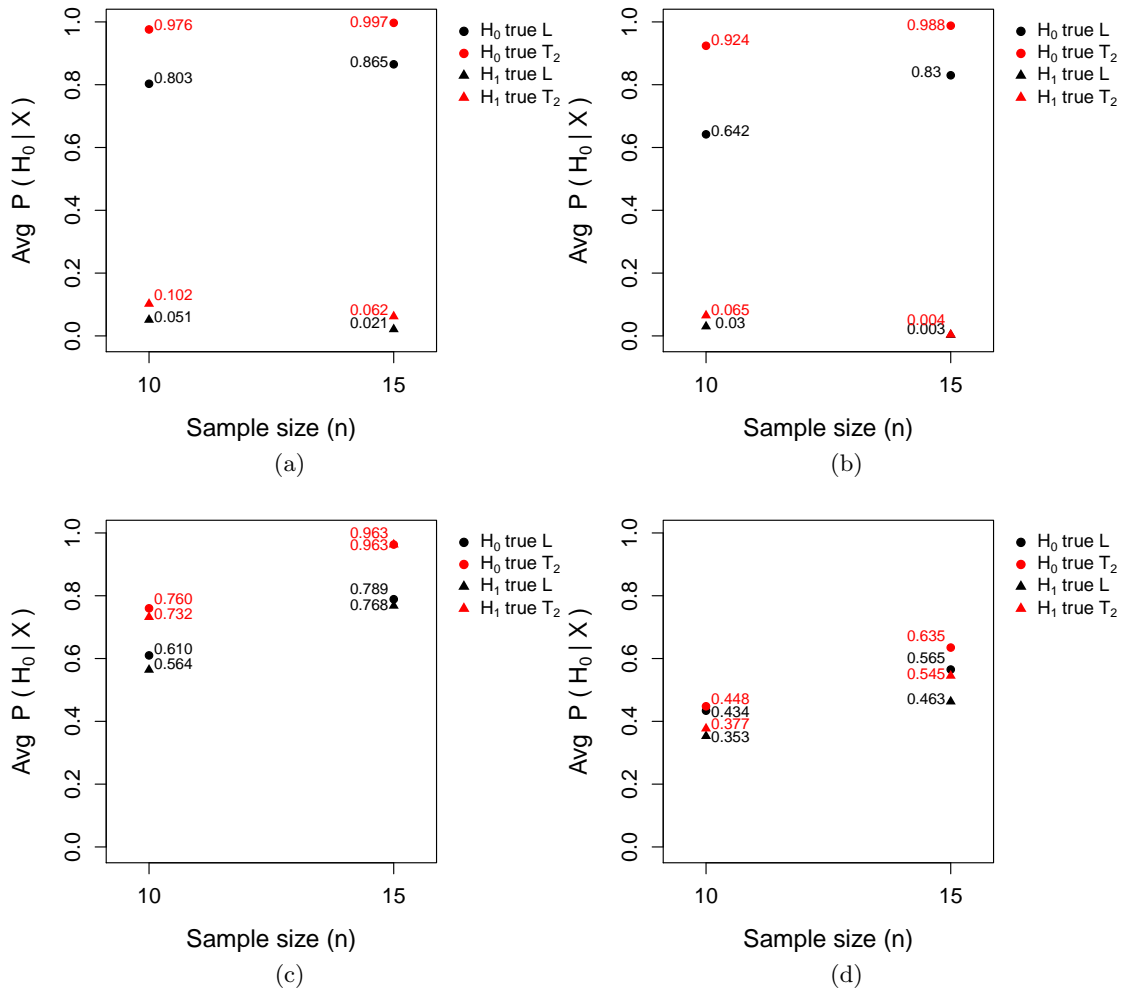 1.0
0.8
0.6
0.4
0.2
0.0
Avg P ( H₀ | X )
0.976
0.997
0.803
0.865
0.102
0.051
0.062
0.021
10
15
Sample size (n)
H₀ true L
H₀ true T₂
H₁ true L
H₁ true T₂
(a)
1.0
0.8
0.6
0.4
0.2
0.0
Avg P ( H₀ | X )
0.924
0.988
0.83
0.642
0.065
0.03
0.004
0.003
10
15
Sample size (n)
H₀ true L
H₀ true T₂
H₁ true L
H₁ true T₂
(b)
1.0
0.8
0.6
0.4
0.2
0.0
Avg P ( H₀ | X )
0.963
0.963
0.760
0.732
0.789
0.768
0.610
0.564
10
15
Sample size (n)
H₀ true L
H₀ true T₂
H₁ true L
H₁ true T₂
(c)
1.0
0.8
0.6
0.4
0.2
0.0
Avg P ( H₀ | X )
0.635
0.565
0.545
0.463
0.448
0.434
0.377
0.353
10
15
Sample size (n)
H₀ true L
H₀ true T₂
H₁ true L
H₁ true T₂
(d)